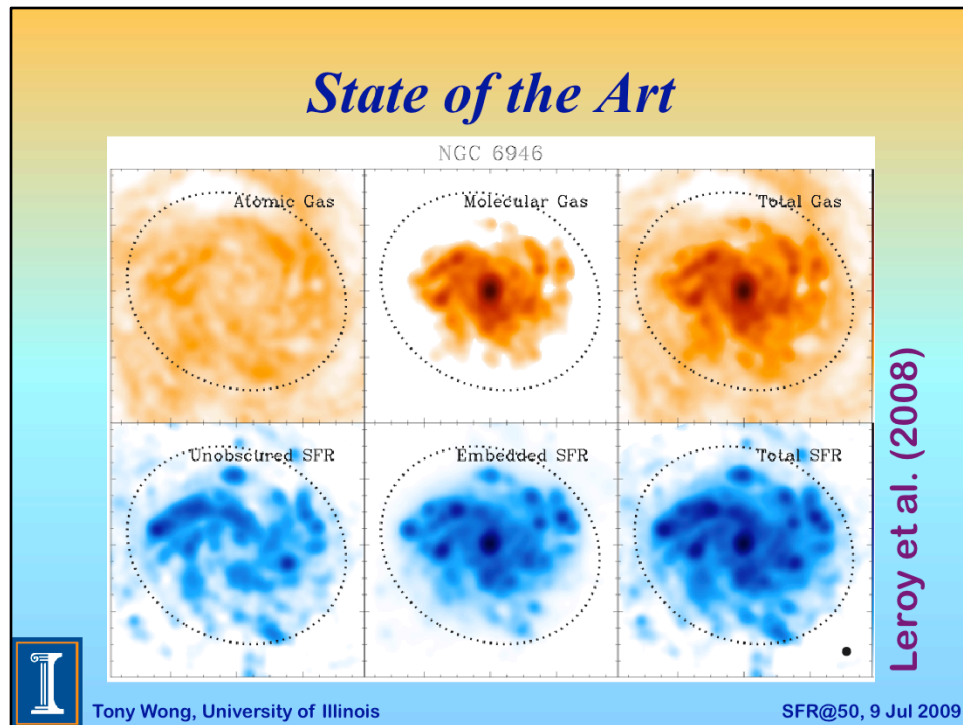 State of the Art
NGC 6946
Atomic Gas
Molecular Gas
Total Gas
Unobscured SFR
Embedded SFR
Total SFR
Leroy et al. (2008)
Tony Wong, University of Illinois
SFR@50, 9 Jul 2009